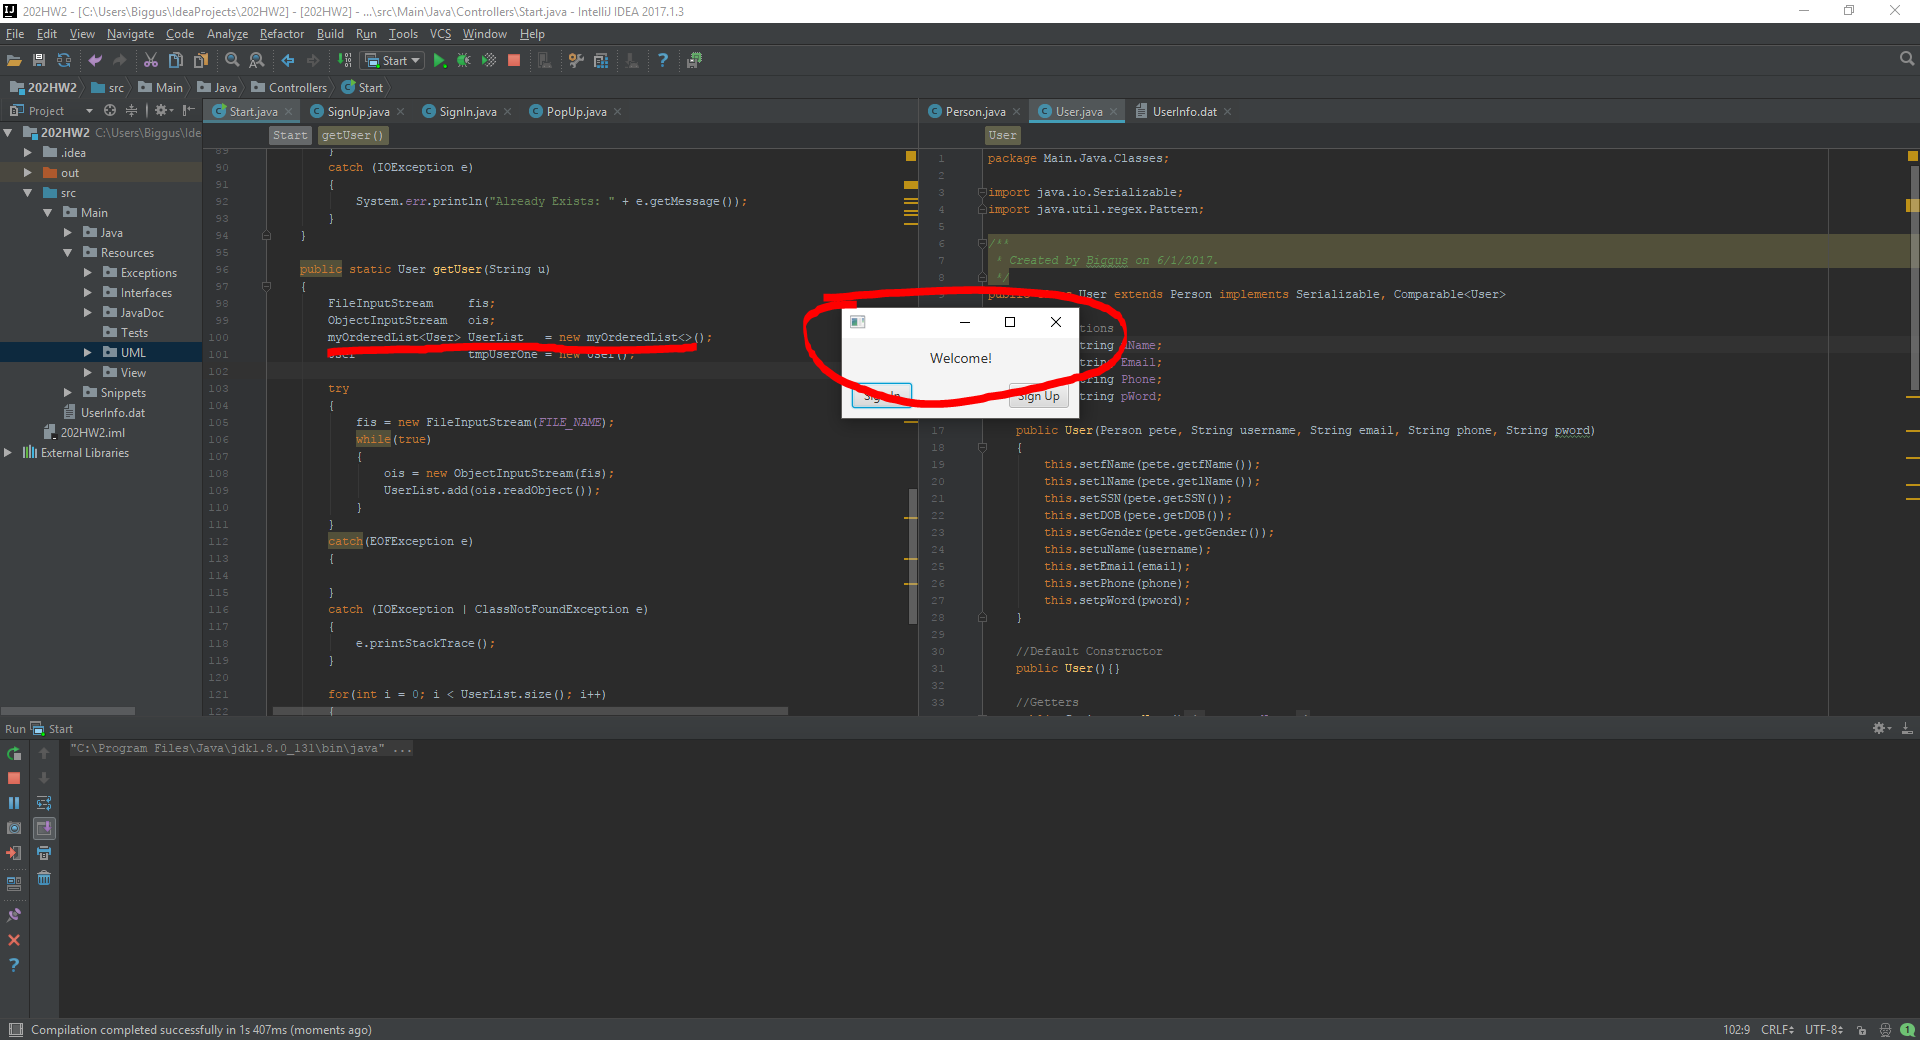 202HW2 - [C:\Users\Biggus\IdeaProjects\202HW2] - [202HW2] - ...\src\Main\Java\Controllers\Start.java - IntelliJ IDEA 2017.1.3
File Edit View Navigate Code Analyze Refactor Build Run Tools VCS Window Help
Start
202HW2 src Main Java Controllers Start
Project
202HW2 C:\Users\Biggus\Ide
.idea
out
src
Main
Java
Resources
Exceptions
Interfaces
JavaDoc
Tests
UML
View
Snippets
UserInfo.dat
202HW2.iml
External Libraries
Start.java SignUp.java SignIn.java PopUp.java
Start getUser()
89 }
90 catch (IOException e)
91 {
92 System.err.println("Already Exists: " + e.getMessage());
93 }
94 }
95
96 public static User getUser(String u)
97 {
98 FileInputStream fis;
99 ObjectInputStream ois;
100 myOrderedList<User> UserList = new myOrderedList<>();
101 User tmpUserOne = new User();
102
103 try
104 {
105 fis = new FileInputStream(FILE_NAME);
106 while(true)
107 {
108 ois = new ObjectInputStream(fis);
109 UserList.add(ois.readObject());
110 }
111 }
112 catch(EOFException e)
113 {
114
115 }
116 catch (IOException | ClassNotFoundException e)
117 {
118 e.printStackTrace();
119 }
120
121 for(int i = 0; i < UserList.size(); i++)
122 {
Person.java User.java UserInfo.dat
User
1 package Main.Java.Classes;
2
3 import java.io.Serializable;
4 import java.util.regex.Pattern;
5
6 /**
7 * Created by Biggus on 6/1/2017.
8 */
User extends Person implements Serializable, Comparable<User>
tions
tring Name;
tring Email;
tring Phone;
tring pWord;
17 public User(Person pete, String username, String email, String phone, String pword)
18 {
19 this.setfName(pete.getfName());
20 this.setlName(pete.getlName());
21 this.setSSN(pete.getSSN());
22 this.setDOB(pete.getDOB());
23 this.setGender(pete.getGender());
24 this.setuName(username);
25 this.setEmail(email);
26 this.setPhone(phone);
27 this.setpWord(pword);
28 }
29
30 //Default Constructor
31 public User(){}
32
33 //Getters
Welcome!
Sign In Sign Up
Run Start
"C:\Program Files\Java\jdk1.8.0_131\bin\java" ...
Compilation completed successfully in 1s 407ms (moments ago)
102:9 CRLF UTF-8 1